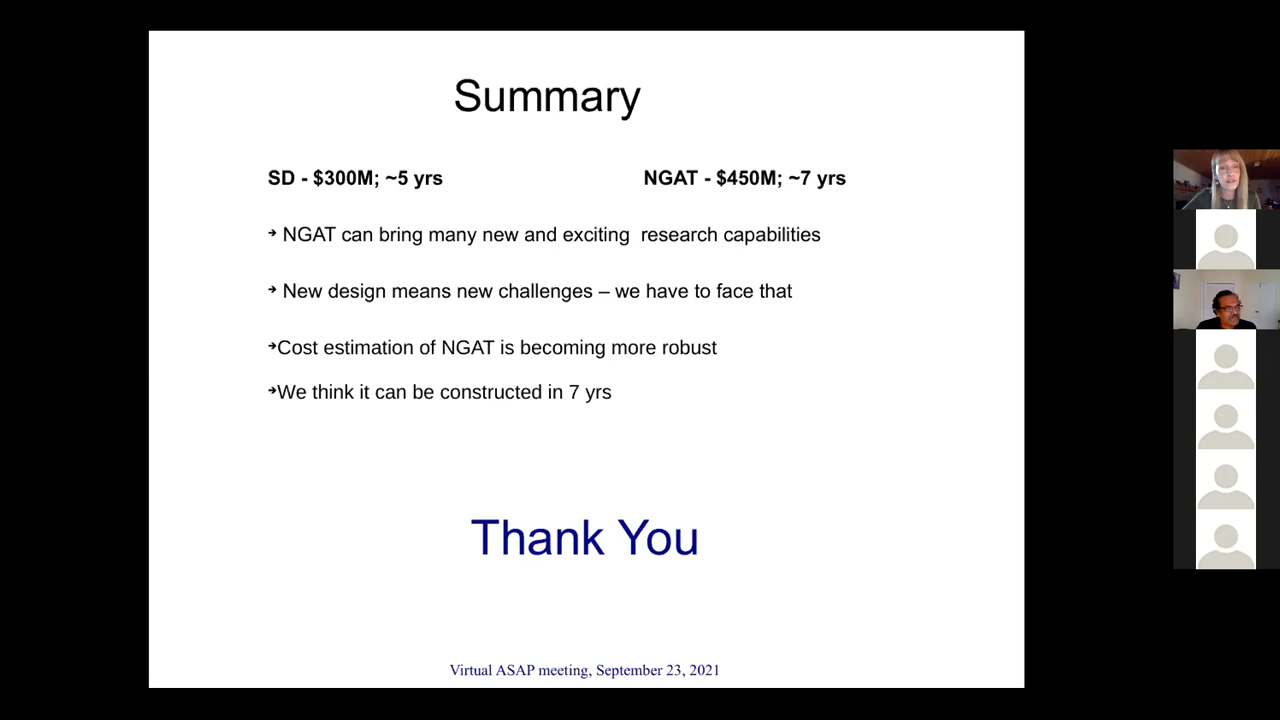 Summary
SD - $300M; ~5 yrs NGAT - $450M; ~7 yrs
➔ NGAT can bring many new and exciting research capabilities
➔ New design means new challenges – we have to face that
➔Cost estimation of NGAT is becoming more robust
➔We think it can be constructed in 7 yrs
Thank You
Virtual ASAP meeting, September 23, 2021